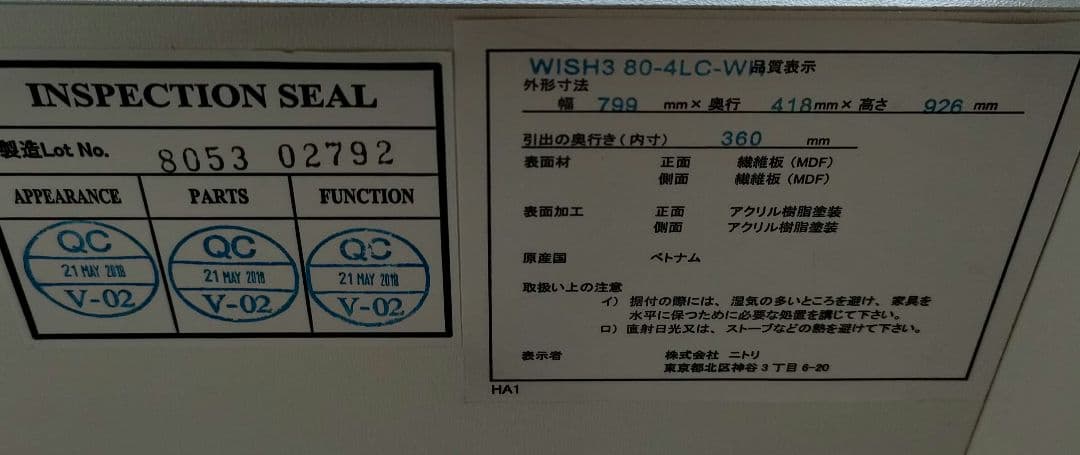 INSPECTION SEAL
製造Lot No. 8053 02792
APPEARANCE PARTS FUNCTION
QC QC QC
21 MAY 2018 21 MAY 2018 21 MAY 2018
V-02 V-02 V-02
WISH3 80-4LC-WH品質表示
外形寸法
幅 799 mm× 奥行 418mm× 高さ 926 mm
引出の奥行き(内寸) 360 mm
表面材 正面 繊維板(MDF)
側面 繊維板(MDF)
表面加工 正面 アクリル樹脂塗装
側面 アクリル樹脂塗装
原産国 ベトナム
取扱い上の注意
イ) 据付の際には、湿気の多いところを避け、家具を
水平に保つために必要な処置を講じて下さい。
ロ) 直射日光又は、ストーブなどの熱を避けて下さい。
表示者 株式会社 ニトリ
東京都北区神谷3丁目6-20
HA1